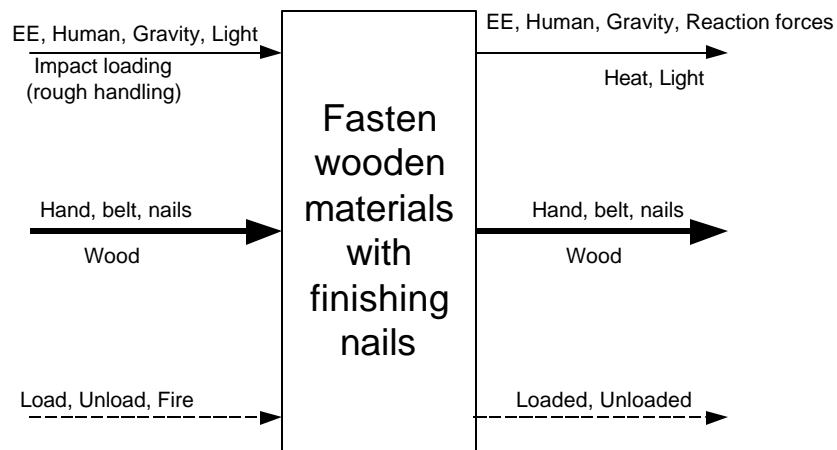 EE, Human, Gravity, Light
Impact loading
(rough handling)
Hand, belt, nails
Wood
Load, Unload, Fire
Fasten
wooden
materials
with
finishing
nails
EE, Human, Gravity, Reaction forces
Heat, Light
Hand, belt, nails
Wood
Loaded, Unloaded